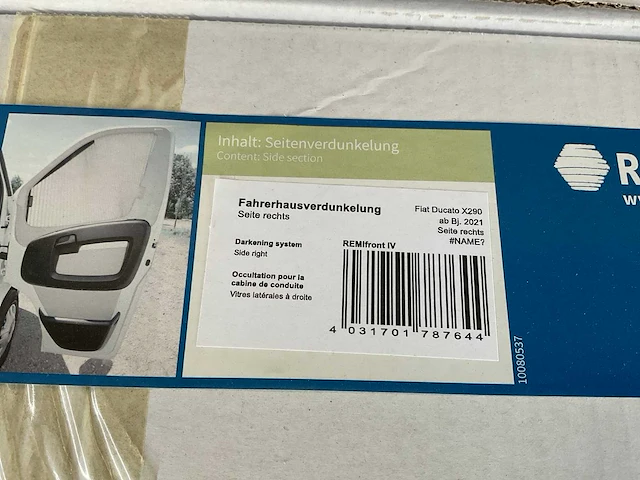 Inhalt: Seitenverdunkelung
Content: Side section
Fahrerhausverdunkelung
Seite rechts
Fiat Ducato X290
ab Bj. 2021
Seite rechts
#NAME?
Darkening system
Side right
REMIfront IV
Occultation pour la
cabine de conduite
Vitres latérales à droite
4 031701 787644
10080537
R
w